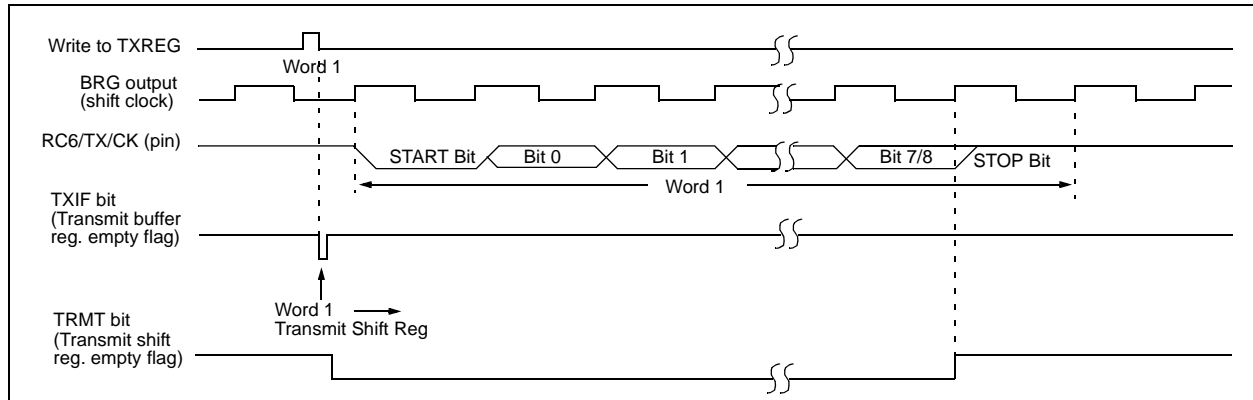 Write to TXREG
Word 1
BRG output
(shift clock)
RC6/TX/CK (pin)
START Bit
Bit 0
Bit 1
Bit 7/8
STOP Bit
Word 1
TXIF bit
(Transmit buffer
reg. empty flag)
Word 1
Transmit Shift Reg
TRMT bit
(Transmit shift
reg. empty flag)